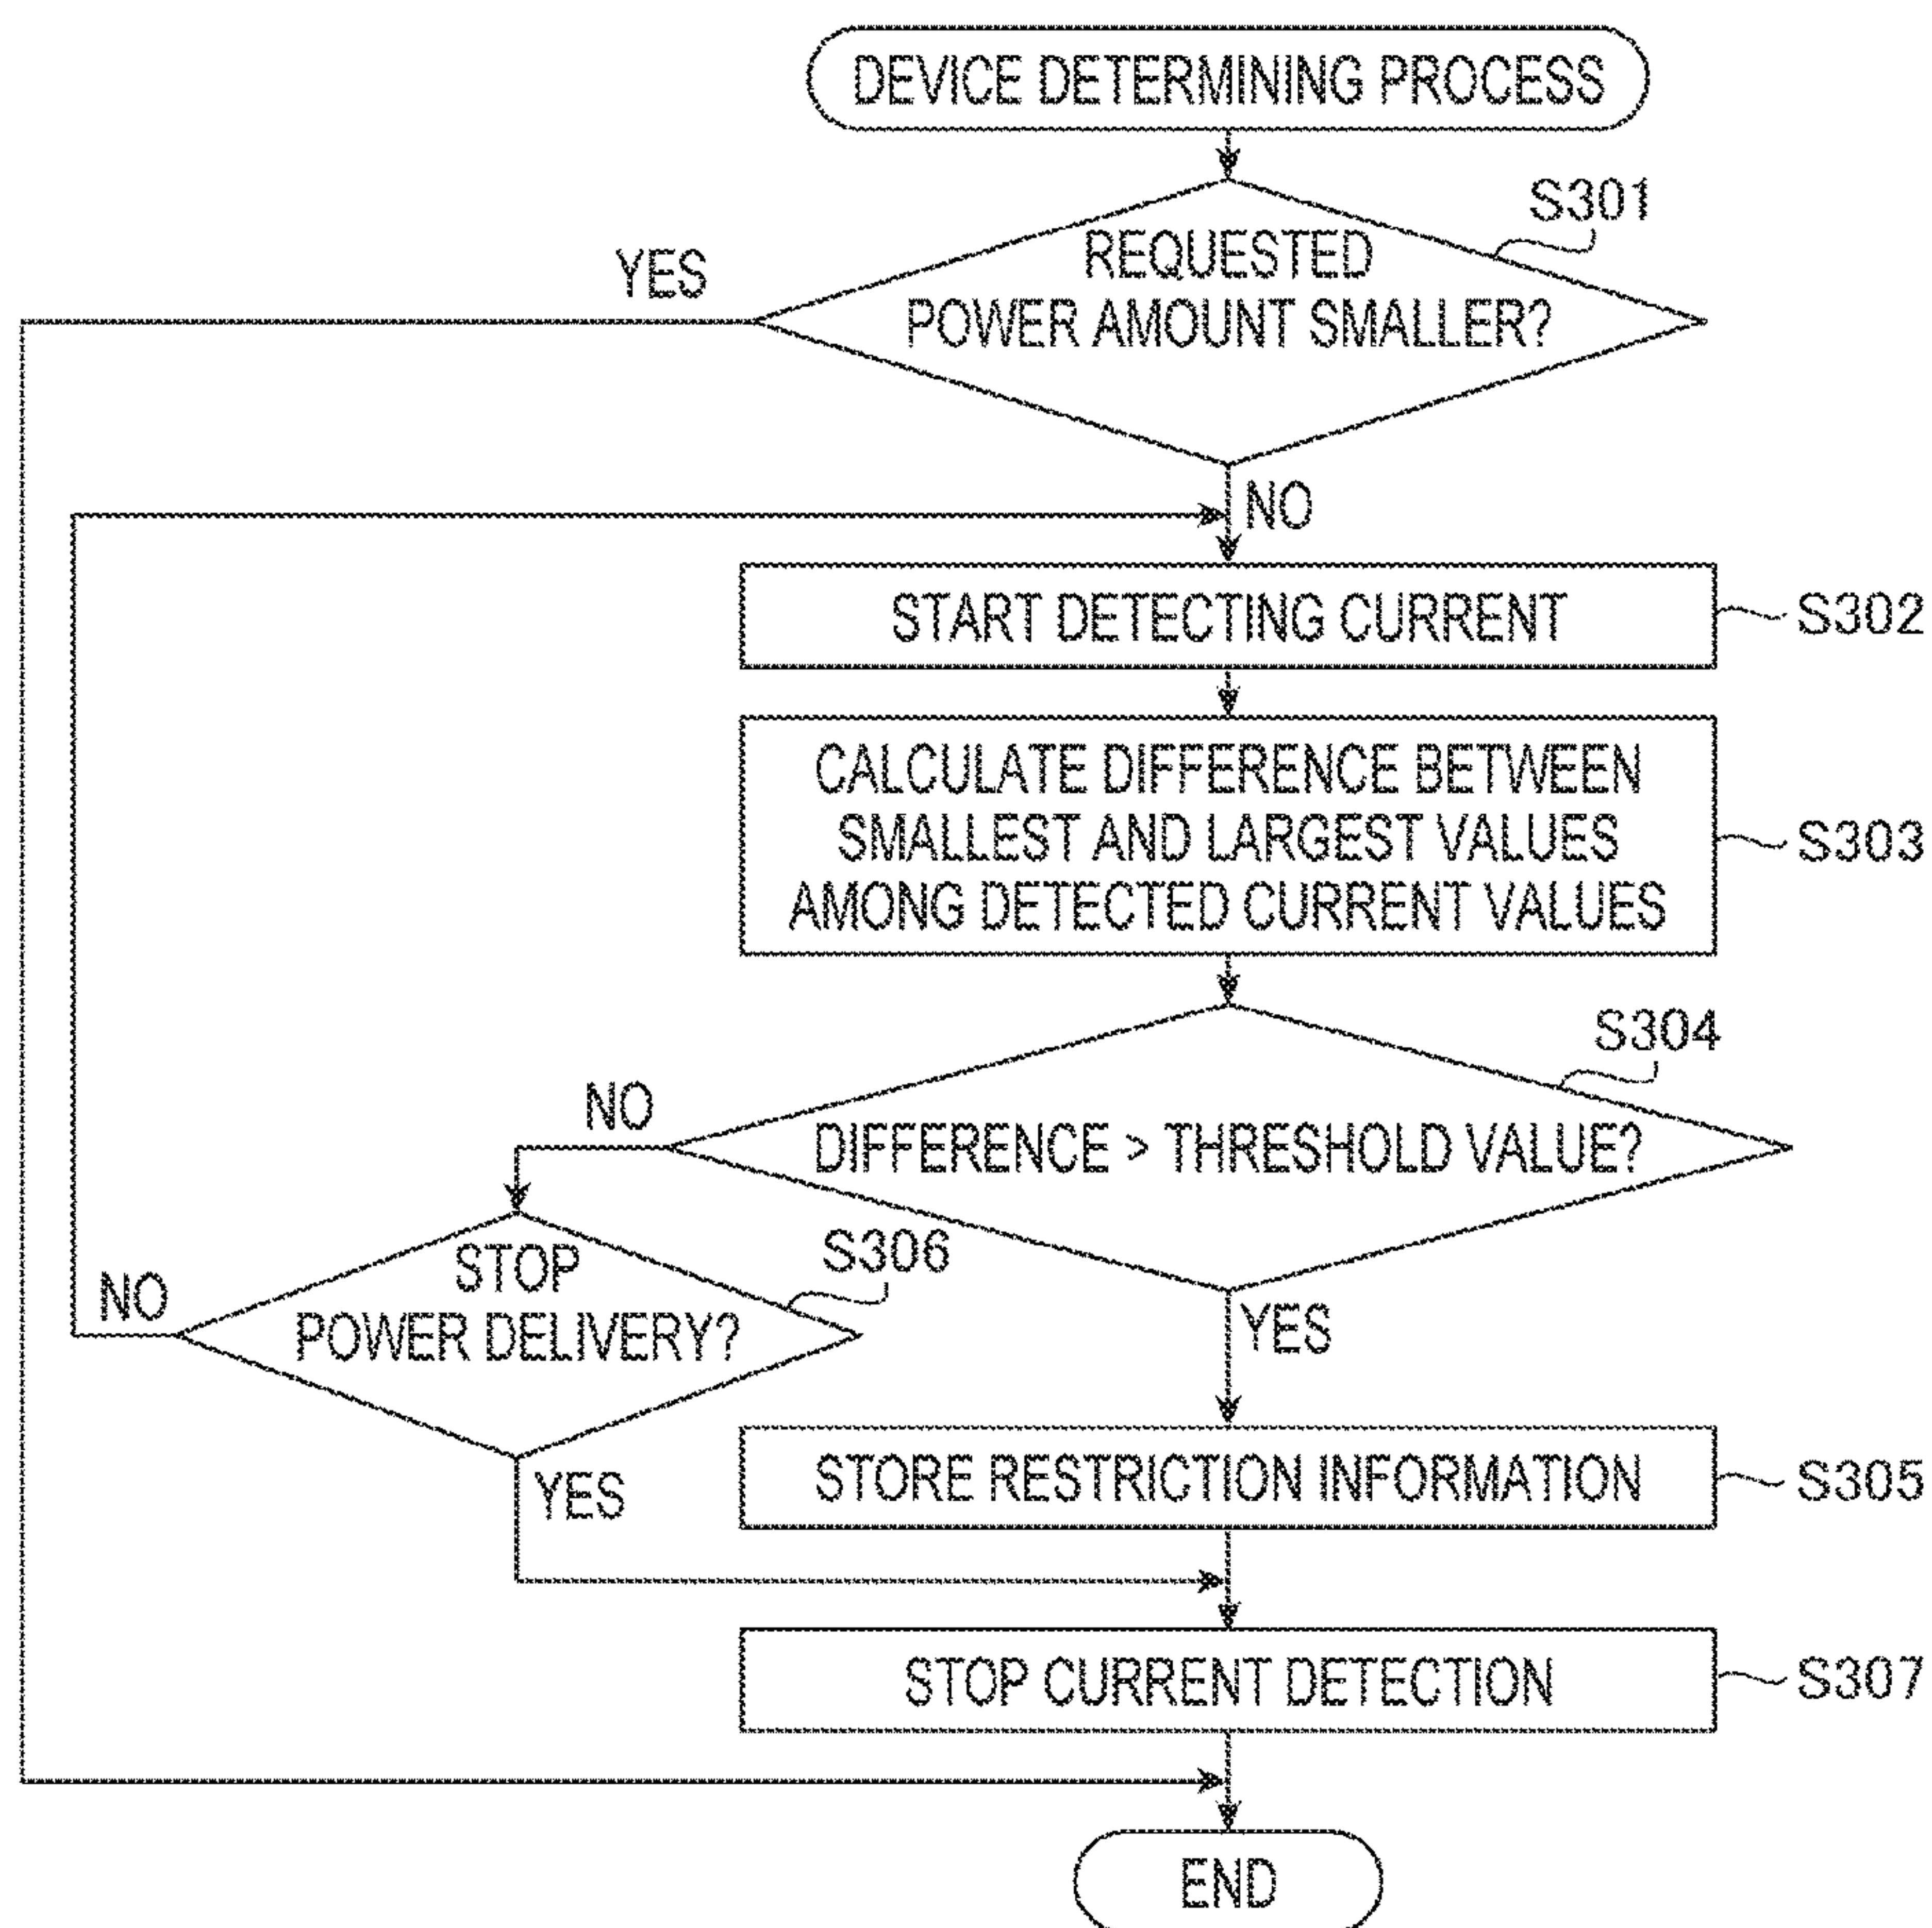 DEVICE DETERMINING PROCESS
S301
YES
REQUESTED
POWER AMOUNT SMALLER?
NO
START DETECTING CURRENT
S302
CALCULATE DIFFERENCE BETWEEN
SMALLEST AND LARGEST VALUES
AMONG DETECTED CURRENT VALUES
S303
S304
NO
DIFFERENCE > THRESHOLD VALUE?
S306
STOP
POWER DELIVERY?
NO
YES
YES
STORE RESTRICTION INFORMATION
S305
STOP CURRENT DETECTION
S307
END